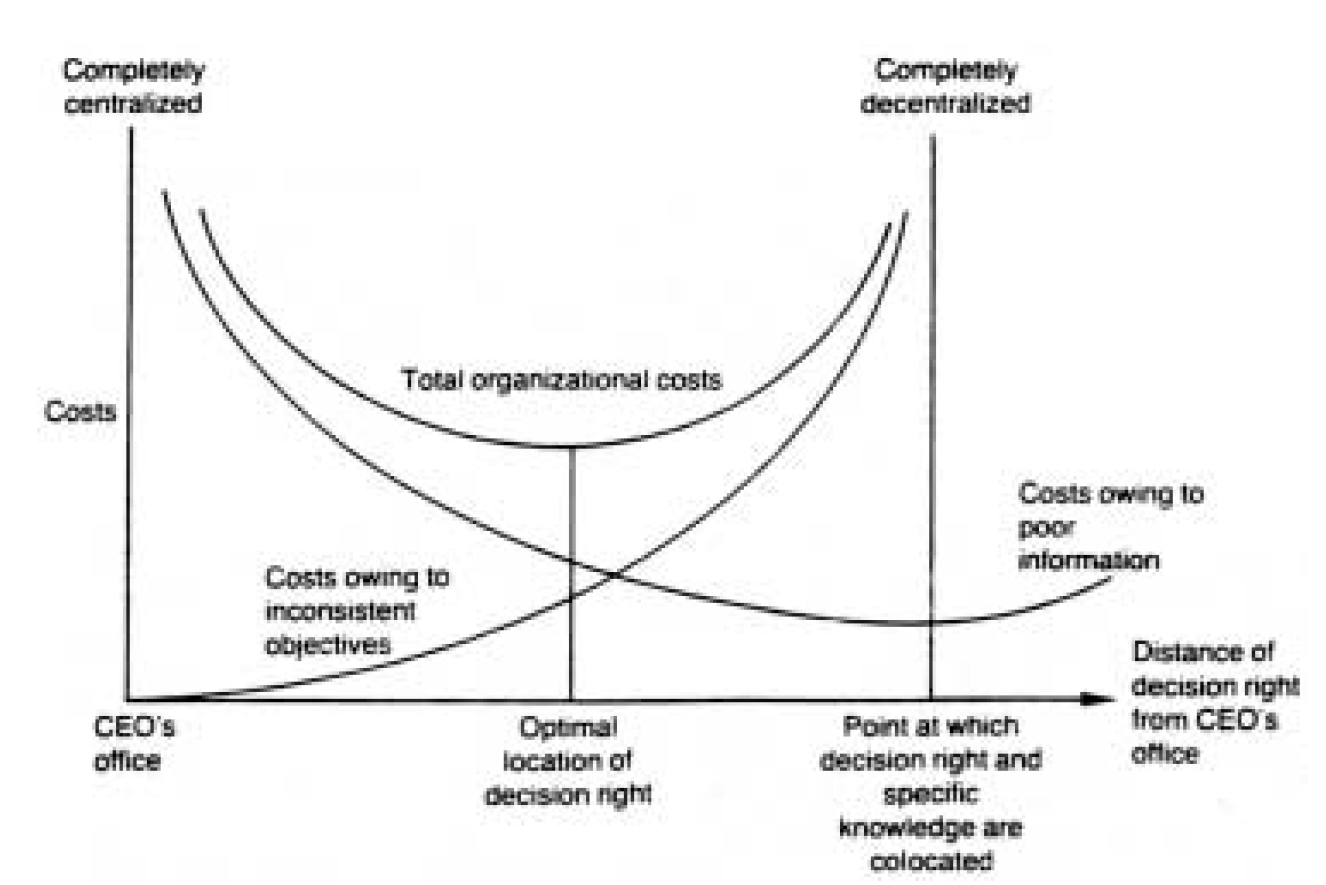 Completely
centralized
Completely
decentralized
Total organizational costs
Costs
Costs owing to
poor
information
Costs owing to
inconsistent
objectives
Distance of
decision right
from CEO's
office
CEO's
office
Optimal
location of
decision right
Point at which
decision right and
specific
knowledge are
colocated